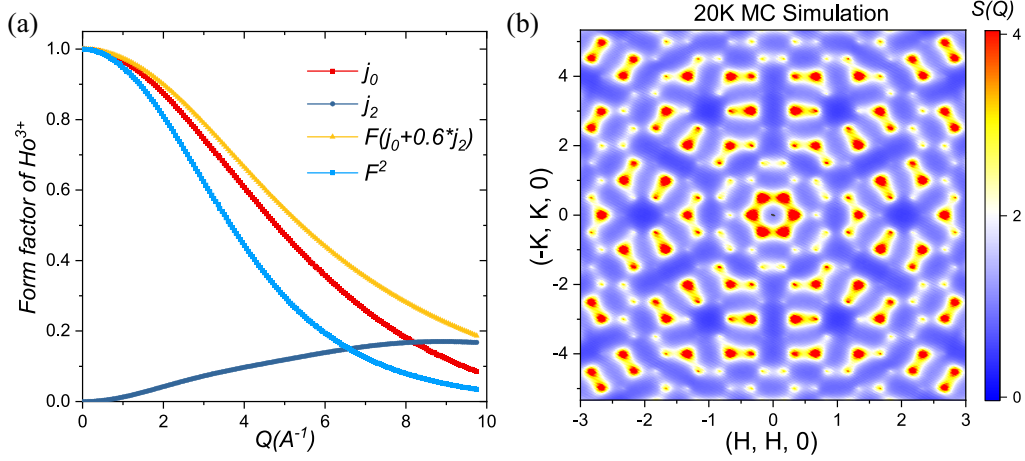 (a)
Form factor of Ho³⁺
1.0
0.8
0.6
0.4
0.2
0.0
0
2
4
6
8
10
Q(A⁻¹)
j₀
j₂
F(j₀+0.6*j₂)
F²
(b)
20K MC Simulation
S(Q)
4
2
0
(-K, K, 0)
4
2
0
-2
-4
-3
-2
-1
0
1
2
3
(H, H, 0)